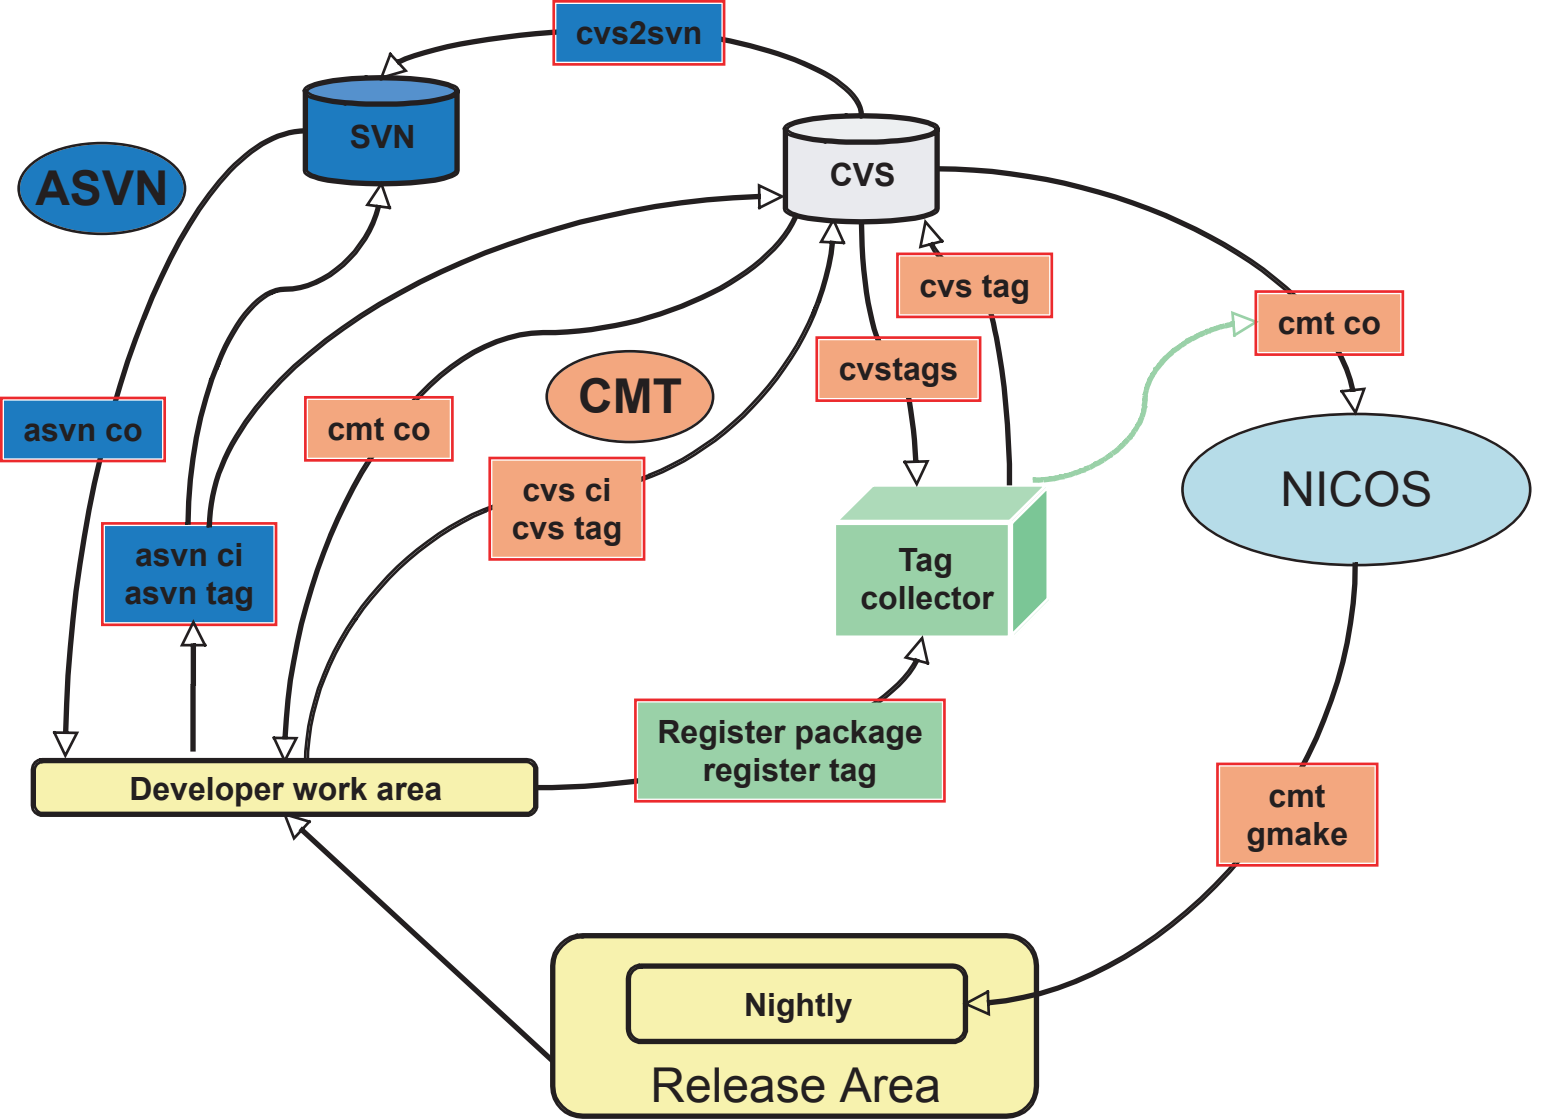 cvs2svn
SVN
CVS
ASVN
cvs tag
cmt co
cvstags
CMT
asvn co
cmt co
cvs ci
cvs tag
NICOS
asvn ci
asvn tag
Tag
collector
Register package
register tag
Developer work area
cmt
gmake
Nightly
Release Area